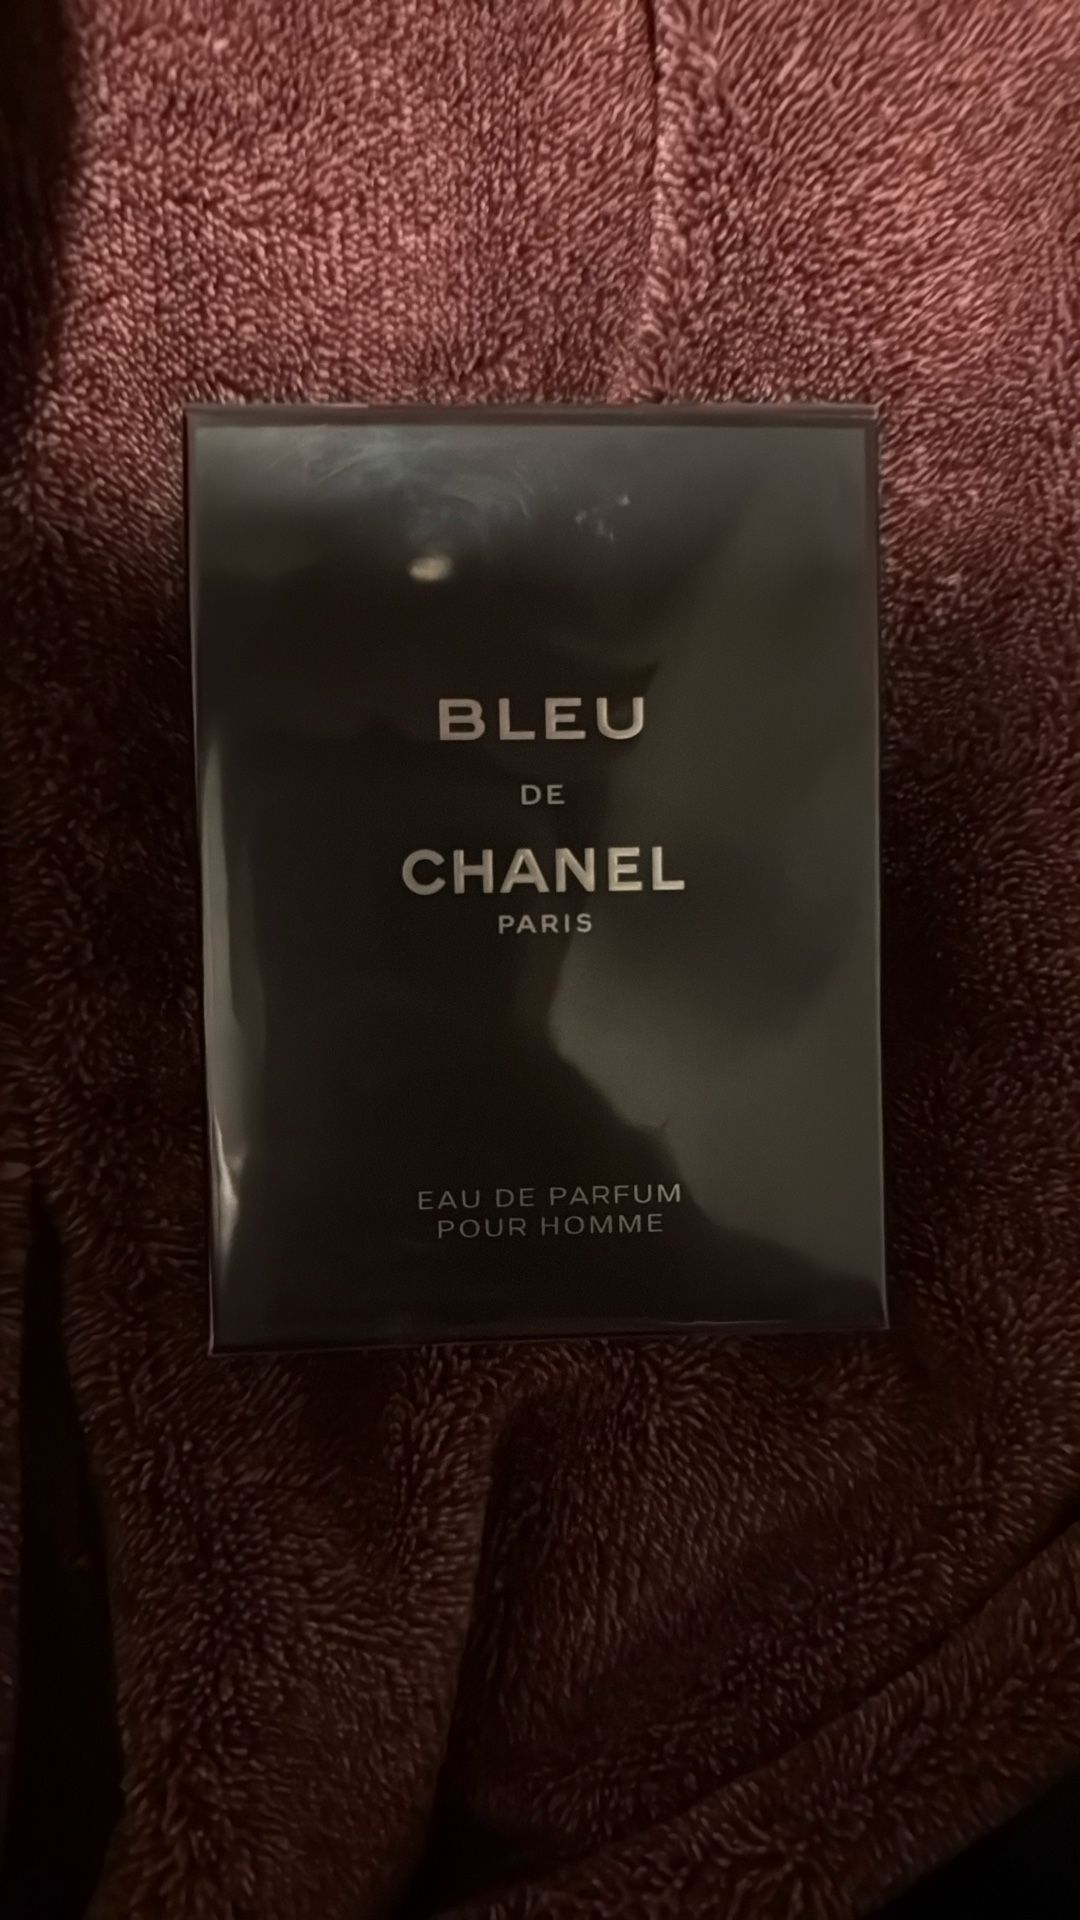 BLEU
DE
CHANEL
PARIS
EAU DE PARFUM
POUR HOMME